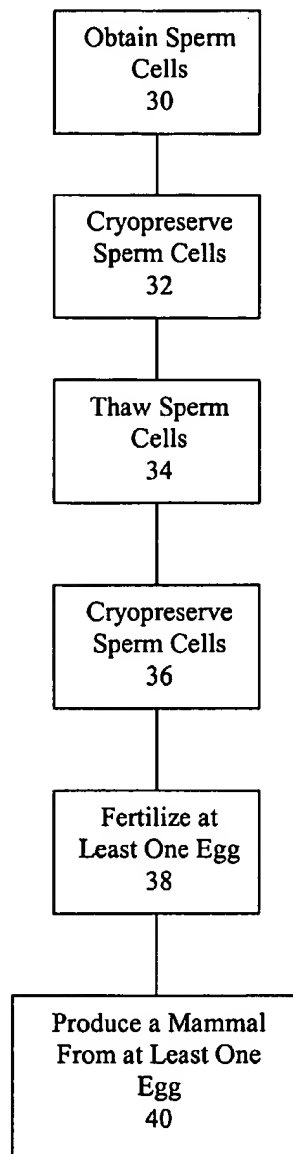 Obtain Sperm
Cells
30
Cryopreserve
Sperm Cells
32
Thaw Sperm
Cells
34
Cryopreserve
Sperm Cells
36
Fertilize at
Least One Egg
38
Produce a Mammal
From at Least One
Egg
40